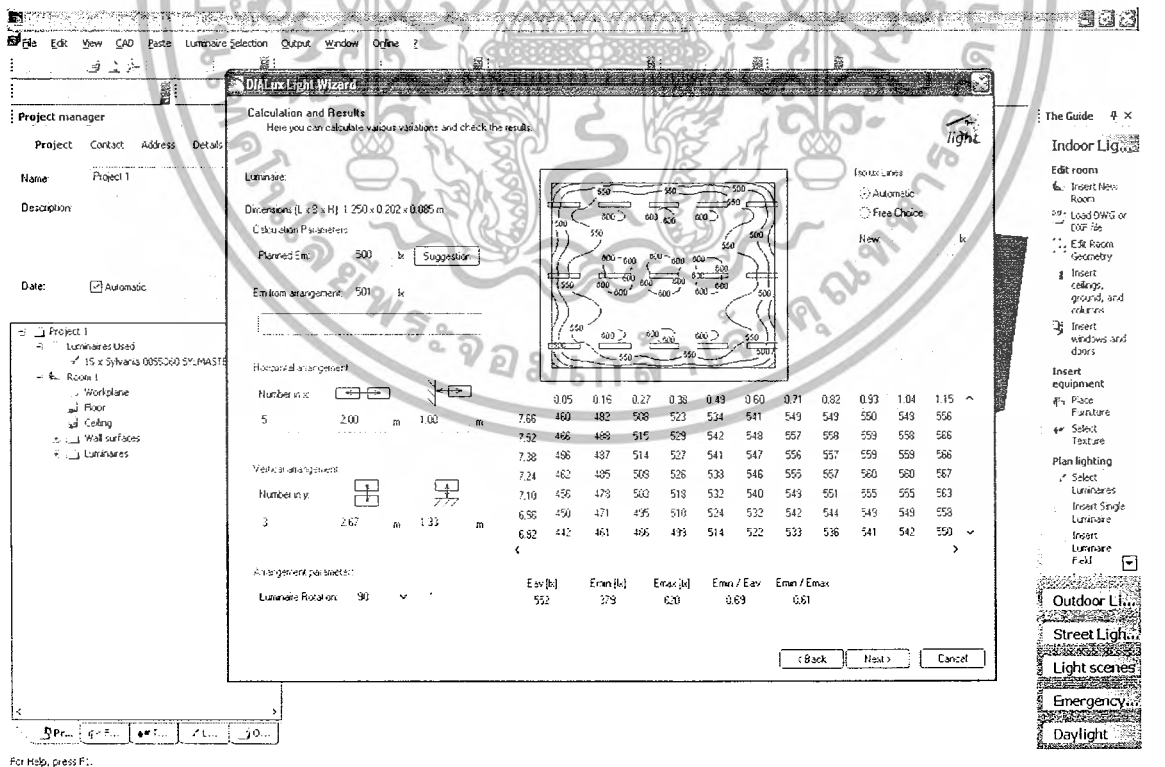 File Edit View CAD Paste Luminaire Selection Output Window Online ?
DIALux Light Wizard
Calculation and Results
Here you can calculate various variations and check the results.
light
Project manager
Project Contact Address Details
Name: Project 1
Description:
Date: Automatic
Project 1
Luminaires Used
15 x Sylvania 0055060 SYLMASTE
Room 1
Workplane
Floor
Ceiling
Wall surfaces
Luminaires
Luminaire:
Dimensions (L x B x H): 1.250 x 0.202 x 0.085 m
Calculation Parameters
Planned Em: 500 lx Suggestion
Em from arrangement: 501 lx
Horizontal arrangement
Number in x:
5 2.00 m 1.00 m
Vertical arrangement
Number in y:
3 2.67 m 1.33 m
Arrangement parameters
Luminaire Rotation: 90 °
Isolux Lines
Automatic
Free Choice
New: lx
0.05 0.16 0.27 0.38 0.49 0.60 0.71 0.82 0.93 1.04 1.15
7.66 460 482 508 523 534 541 549 549 550 549 556
7.52 466 488 515 529 542 548 557 558 559 558 566
7.38 466 487 514 527 541 547 556 557 559 559 566
7.24 462 485 509 526 538 546 555 557 560 560 567
7.10 456 478 503 518 532 540 549 551 555 555 563
6.96 450 471 495 510 524 532 542 544 549 549 558
6.82 442 461 486 499 514 522 533 536 541 542 550
Eav [lx] Emin [lx] Emax [lx] Emin / Eav Emin / Emax
552 379 620 0.69 0.61
< Back Next > Cancel
The Guide
Indoor Lig...
Edit room
Insert New Room
Load DWG or DXF file
Edit Room Geometry
Insert ceilings, ground, and columns
Insert windows and doors
Insert equipment
Place Furniture
Select Texture
Plan lighting
Select Luminaires
Insert Single Luminaire
Insert Luminaire Field
Outdoor Li...
Street Ligh...
Light scenes
Emergency...
Daylight
Pr...
For Help, press F1.